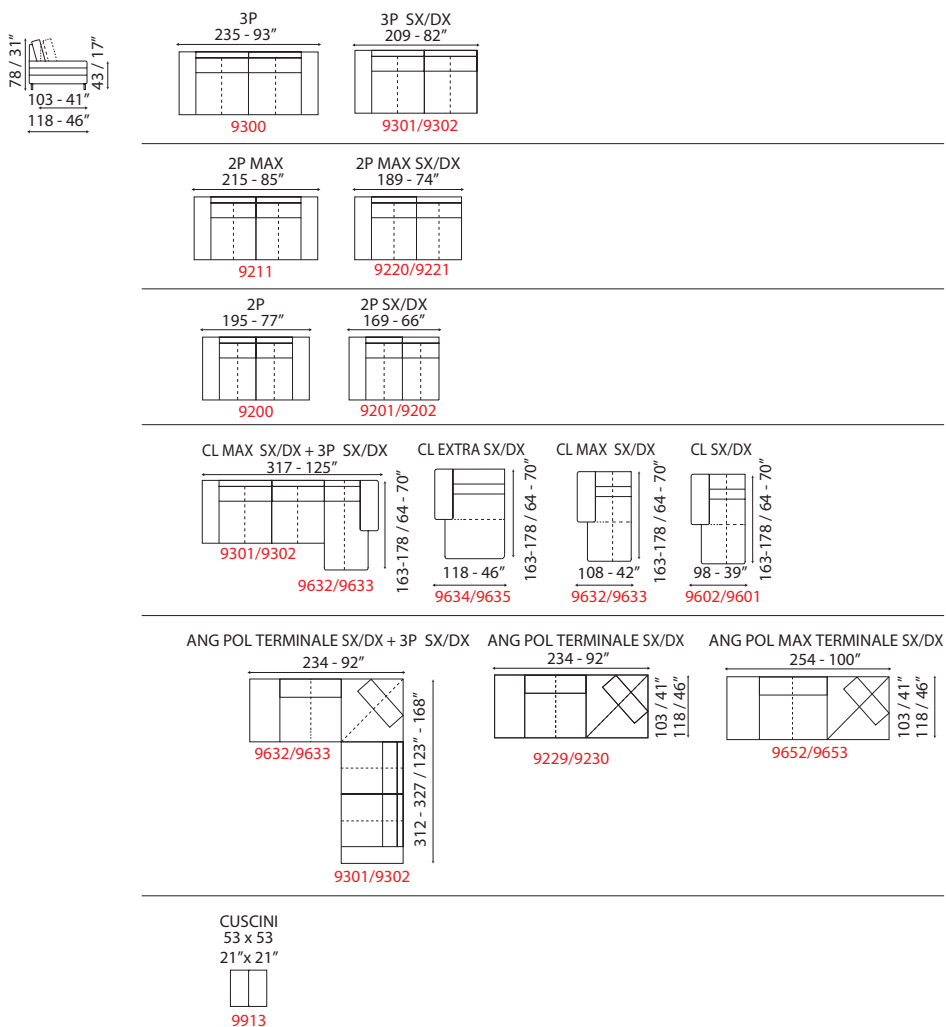 3P
235 - 93”
9300
3P SX/DX
209 - 82”
9301/9302
78 / 31”
43 / 17”
103 - 41”
118 - 46”
2P MAX
215 - 85”
9211
2P MAX SX/DX
189 - 74”
9220/9221
2P
195 - 77”
9200
2P SX/DX
169 - 66”
9201/9202
CL MAX SX/DX + 3P SX/DX
317 - 125”
9301/9302
9632/9633
163-178 / 64 - 70”
CL EXTRA SX/DX
163-178 / 64 - 70”
118 - 46”
9634/9635
CL MAX SX/DX
163-178 / 64 - 70”
108 - 42”
9632/9633
CL SX/DX
163-178 / 64 - 70”
98 - 39”
9602/9601
ANG POL TERMINALE SX/DX + 3P SX/DX
234 - 92”
9632/9633
312 - 327 / 123” - 168”
9301/9302
ANG POL TERMINALE SX/DX
234 - 92”
103 / 41”
118 / 46”
9229/9230
ANG POL MAX TERMINALE SX/DX
254 - 100”
103 / 41”
118 / 46”
9652/9653
CUSCINI
53 x 53
21”x 21”
9913